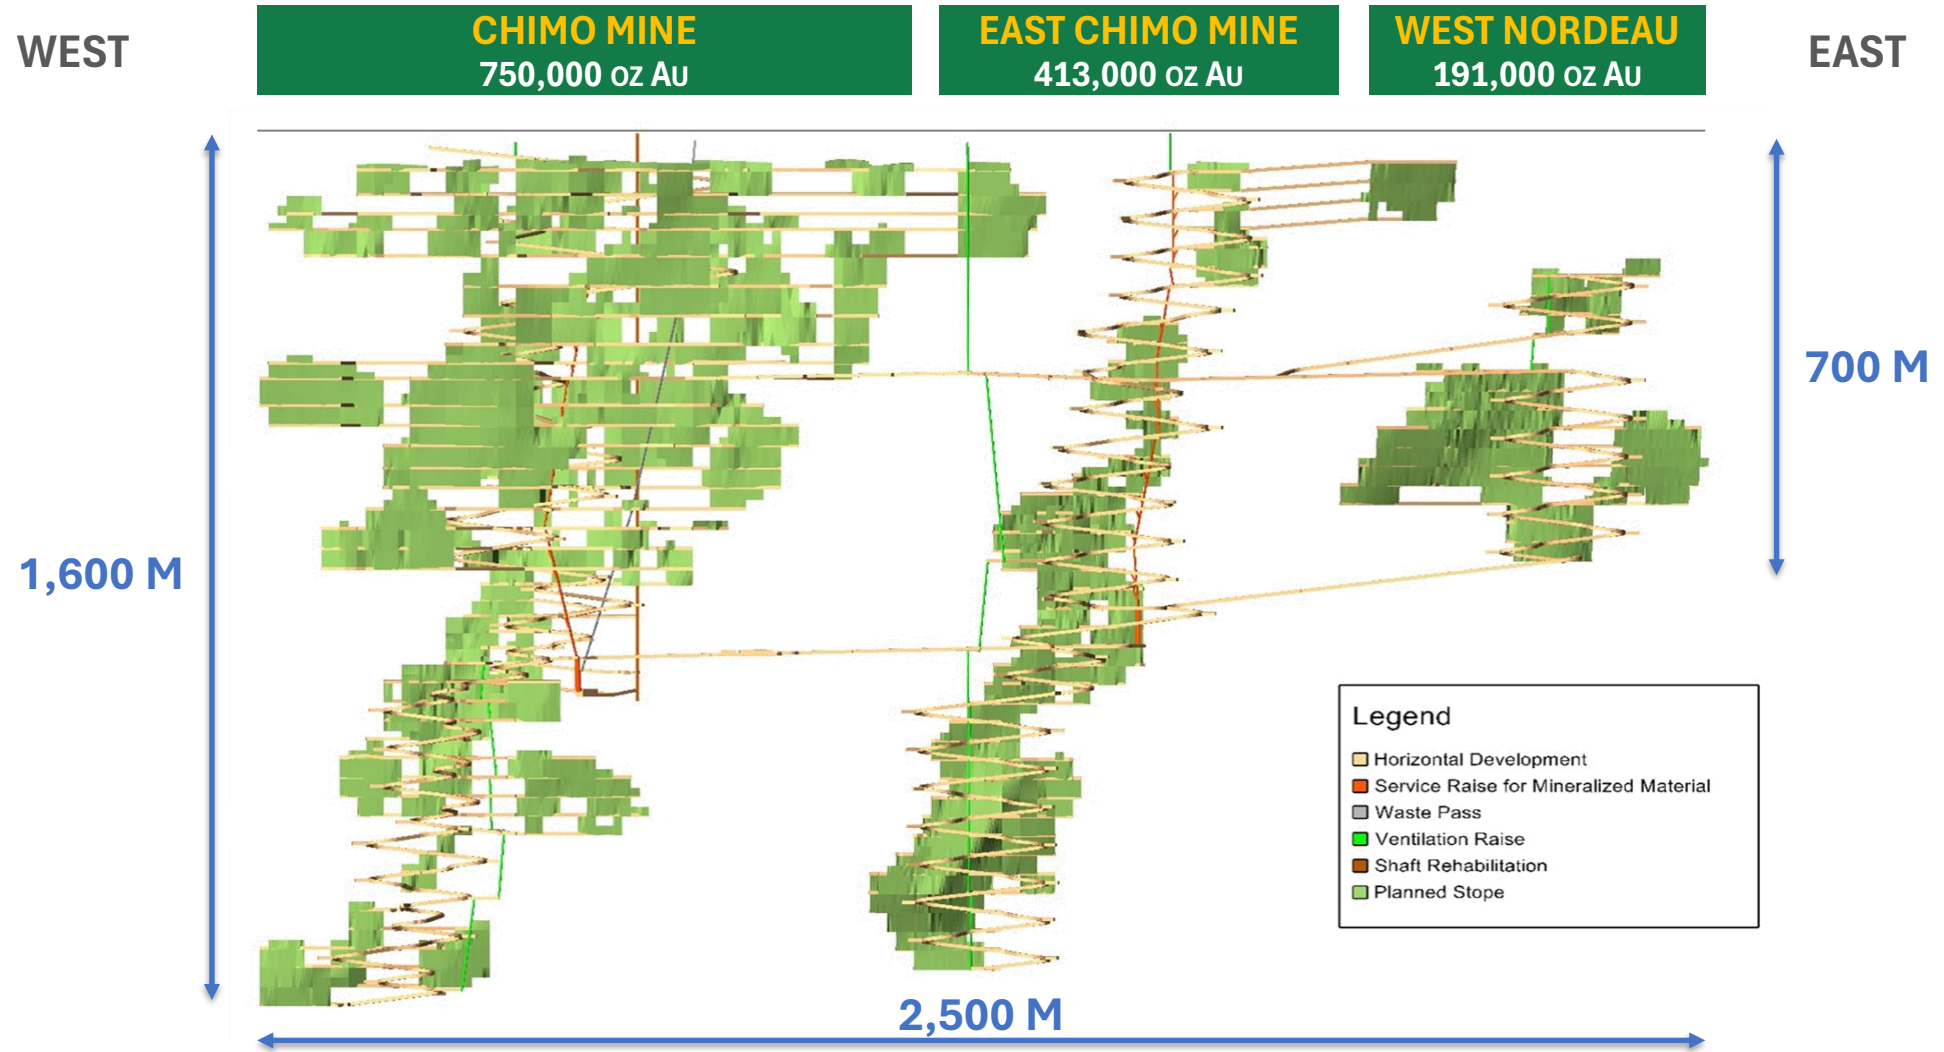 WEST
CHIMO MINE
750,000 OZ AU
EAST CHIMO MINE
413,000 OZ AU
WEST NORDEAU
191,000 OZ AU
EAST
1,600 M
700 M
2,500 M
Legend
Horizontal Development
Service Raise for Mineralized Material
Waste Pass
Ventilation Raise
Shaft Rehabilitation
Planned Stope